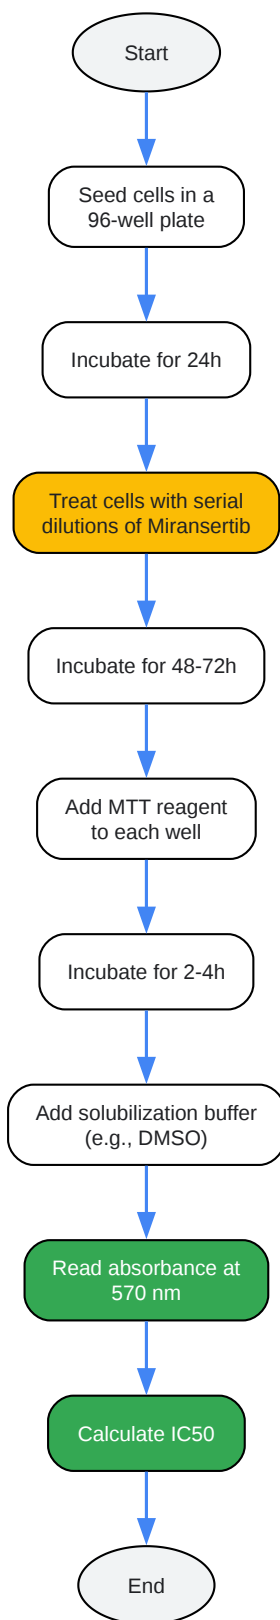 Start
Seed cells in a
96-well plate
Incubate for 24h
Treat cells with serial
dilutions of Miransertib
Incubate for 48-72h
Add MTT reagent
to each well
Incubate for 2-4h
Add solubilization buffer
(e.g., DMSO)
Read absorbance at
570 nm
Calculate IC50
End